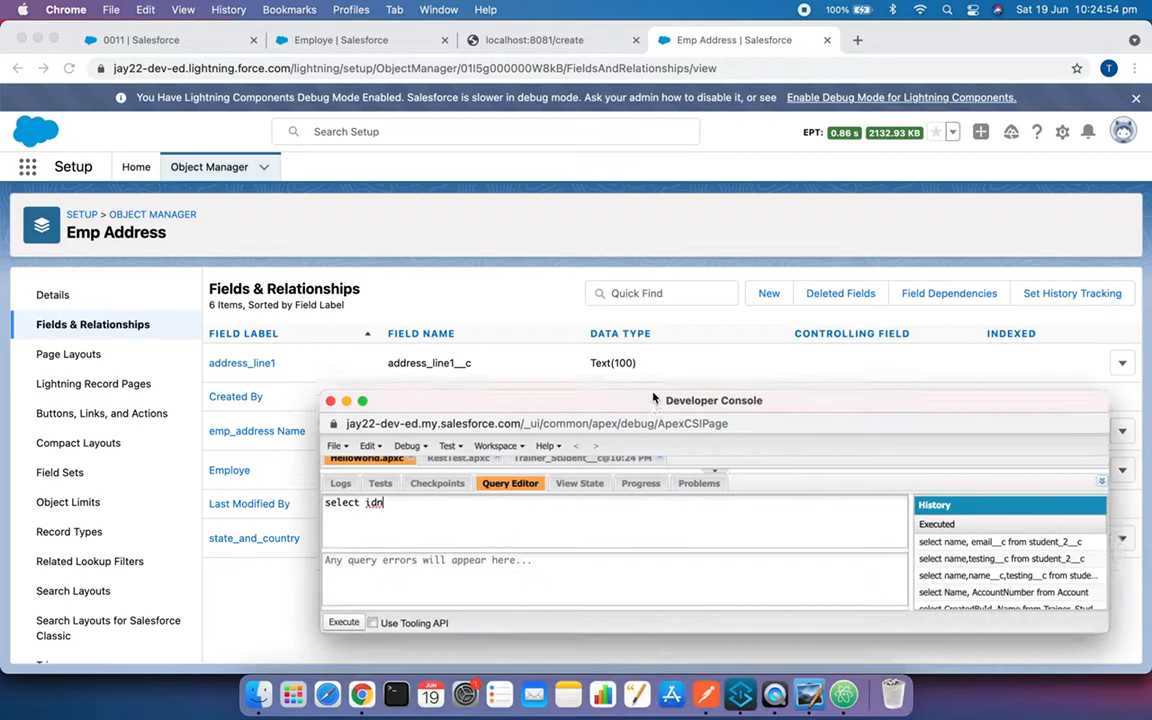 Chrome File Edit View History Bookmarks Profiles Tab Window Help 100% Sat 19 Jun 10:24:54 pm
0011 | Salesforce Employe | Salesforce localhost:8081/create Emp Address | Salesforce
jay22-dev-ed.lightning.force.com/lightning/setup/ObjectManager/01I5g000000W8kB/FieldsAndRelationships/view T
You Have Lightning Components Debug Mode Enabled. Salesforce is slower in debug mode. Ask your admin how to disable it, or see Enable Debug Mode for Lightning Components.
Search Setup EPT: 0.86 s 2132.93 KB
Setup Home Object Manager
SETUP > OBJECT MANAGER
Emp Address
Details
Fields & Relationships
Page Layouts
Lightning Record Pages
Buttons, Links, and Actions
Compact Layouts
Field Sets
Object Limits
Record Types
Related Lookup Filters
Search Layouts
Search Layouts for Salesforce
Classic
Fields & Relationships
6 Items, Sorted by Field Label
Quick Find New Deleted Fields Field Dependencies Set History Tracking
FIELD LABEL FIELD NAME DATA TYPE CONTROLLING FIELD INDEXED
address_line1 address_line1__c Text(100)
Created By
emp_address Name
Employe
Last Modified By
state_and_country
Developer Console
jay22-dev-ed.my.salesforce.com/_ui/common/apex/debug/ApexCSIPage
File Edit Debug Test Workspace Help < >
HelloWorld.apxc RestTest.apxc Trainer_Student__c@10:24 PM
Logs Tests Checkpoints Query Editor View State Progress Problems
select idn
Any query errors will appear here...
History
Executed
select name, email__c from student_2__c
select name,testing__c from student_2__c
select name,name__c,testing__c from stude...
select Name, AccountNumber from Account
select CreatedById, Name from Trainer_Stud
Execute Use Tooling API
JUN
19
1